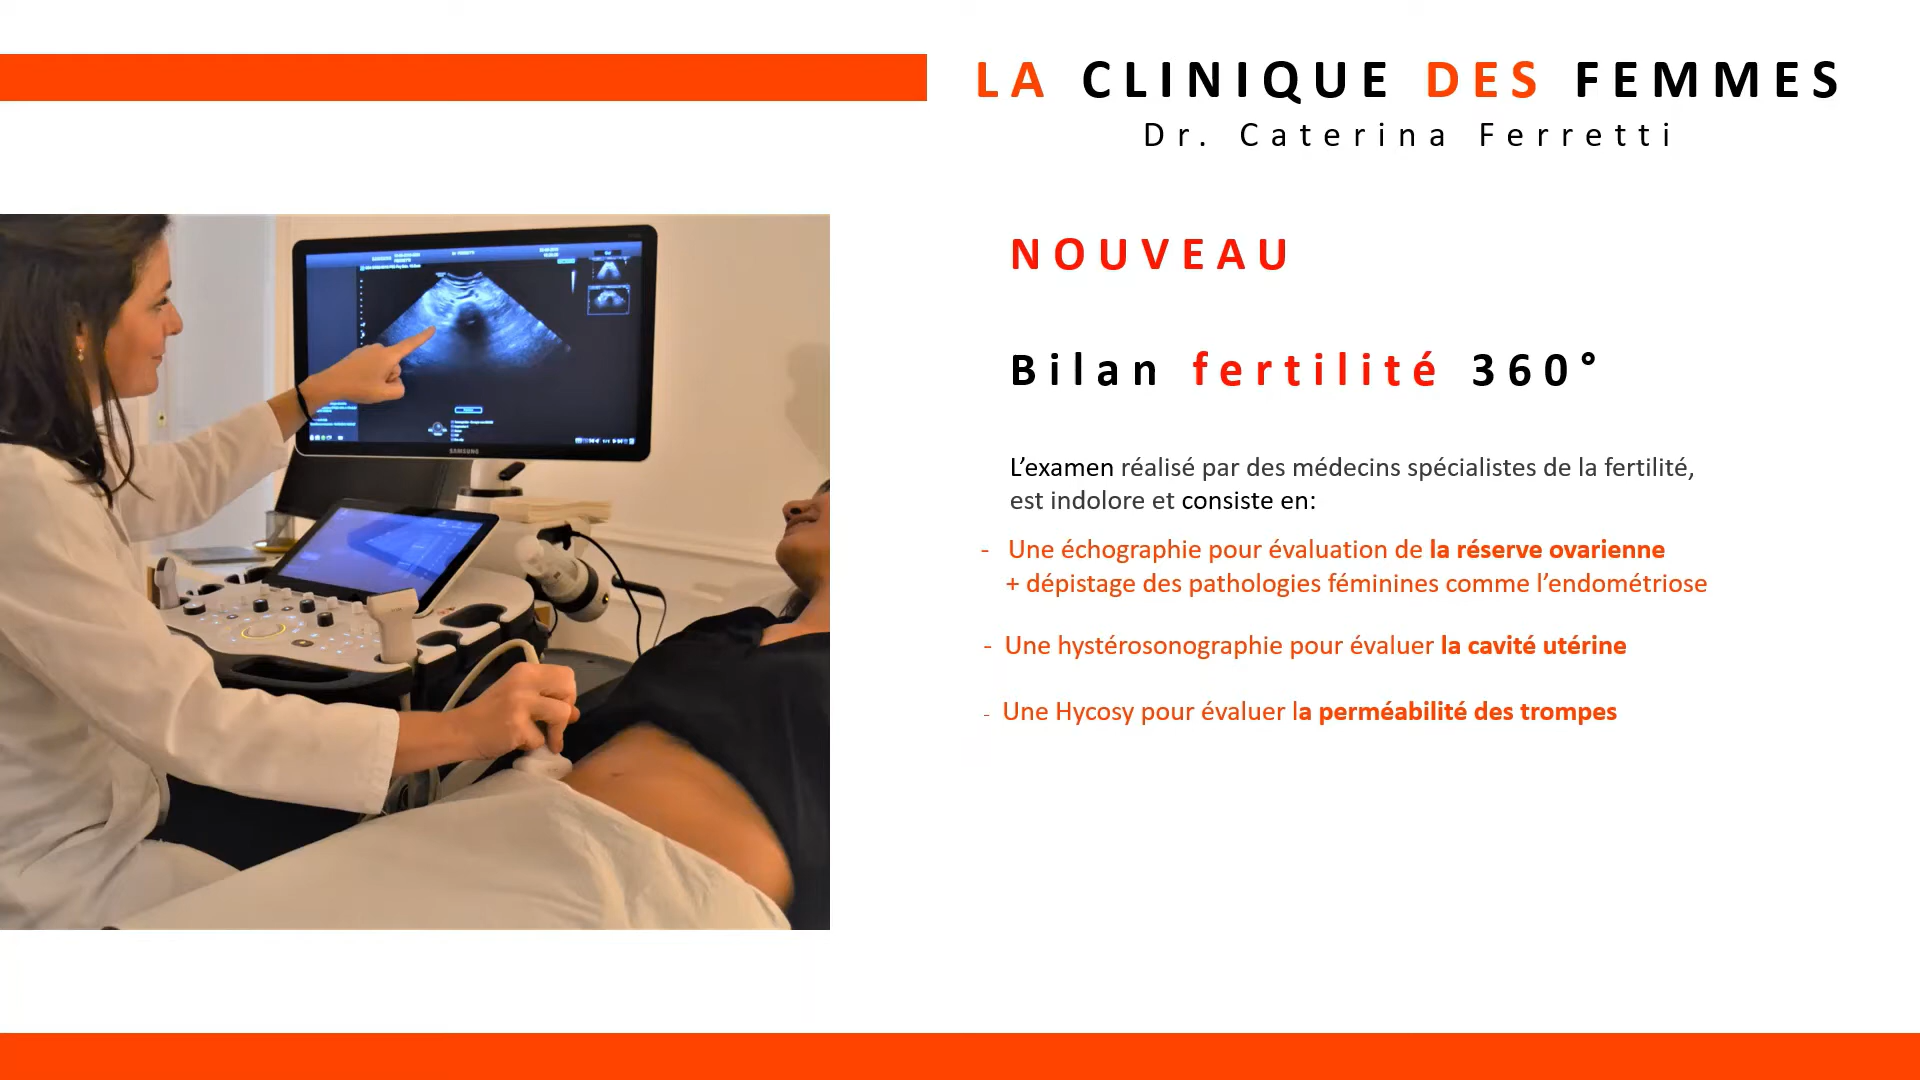 LA CLINIQUE DES FEMMES
Dr. Caterina Ferretti
NOUVEAU
Bilan fertilité 360°
L’examen réalisé par des médecins spécialistes de la fertilité,
est indolore et consiste en:
- Une échographie pour évaluation de la réserve ovarienne
+ dépistage des pathologies féminines comme l’endométriose
- Une hystérosonographie pour évaluer la cavité utérine
- Une Hycosy pour évaluer la perméabilité des trompes
SAMSUNG